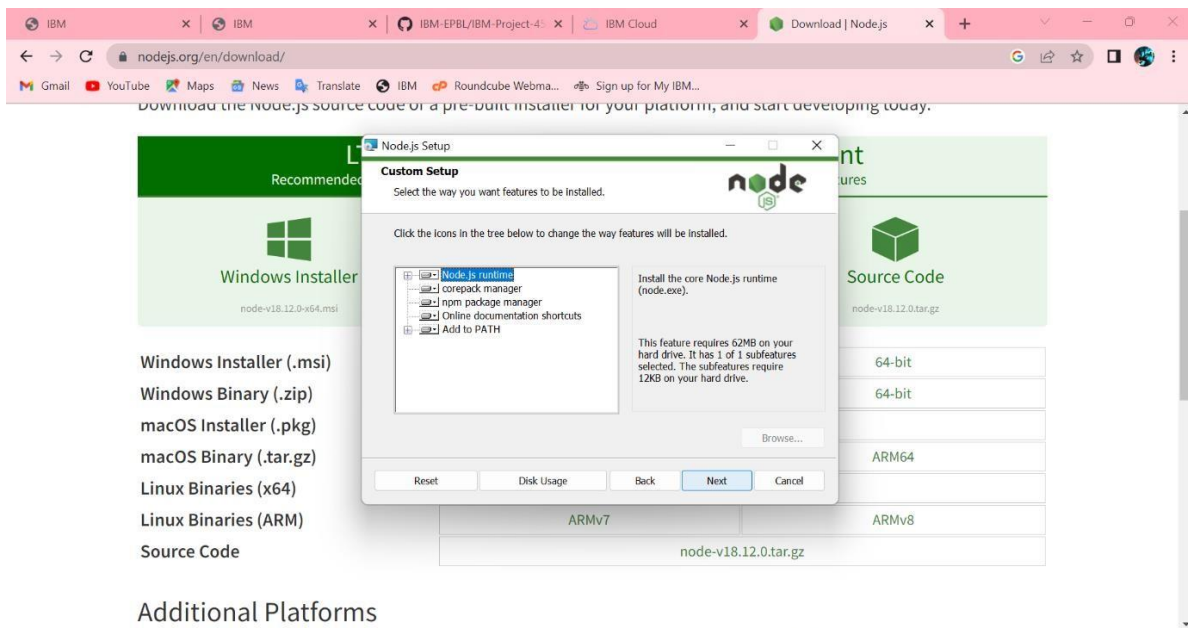 IBM
IBM
IBM-EPBL/IBM-Project-45
IBM Cloud
Download | Node.js
nodejs.org/en/download/
Gmail
YouTube
Maps
News
Translate
IBM
Roundcube Webma...
Sign up for My IBM...
Download the Node.js source code or a pre-built installer for your platform, and start developing today.
Node.js Setup
Custom Setup
Select the way you want features to be installed.
node
JS
Click the icons in the tree below to change the way features will be installed.
Node.js runtime
corepack manager
npm package manager
Online documentation shortcuts
Add to PATH
Install the core Node.js runtime
(node.exe).
This feature requires 62MB on your
hard drive. It has 1 of 1 subfeatures
selected. The subfeatures require
12KB on your hard drive.
Browse...
Reset
Disk Usage
Back
Next
Cancel
Recommended
Windows Installer
node-v18.12.0-x64.msi
Source Code
node-v18.12.0.tar.gz
Windows Installer (.msi)
64-bit
Windows Binary (.zip)
64-bit
macOS Installer (.pkg)
macOS Binary (.tar.gz)
ARM64
Linux Binaries (x64)
Linux Binaries (ARM)
ARMv7
ARMv8
Source Code
node-v18.12.0.tar.gz
Additional Platforms